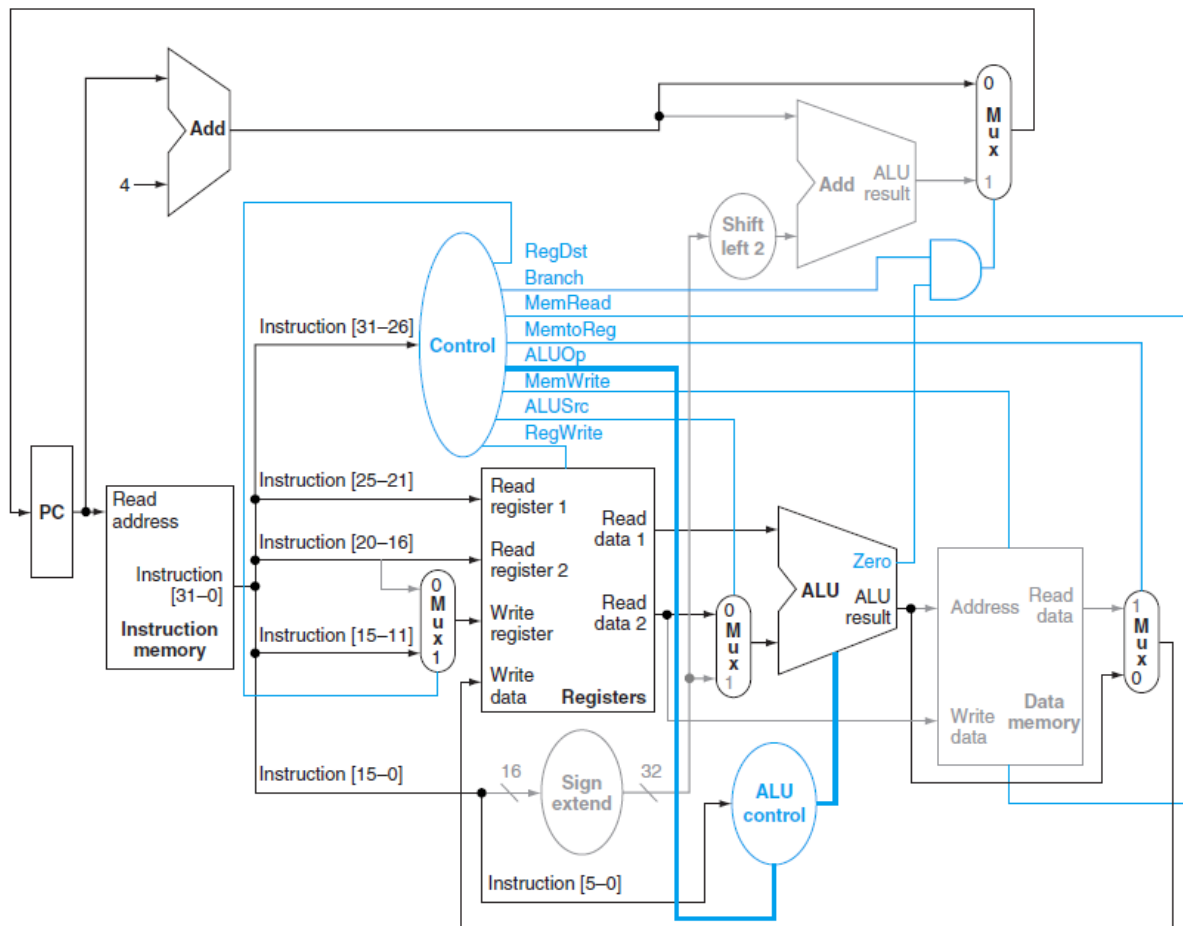 0
M
u
x
1
Add
4
Add
ALU
result
Shift
left 2
RegDst
Branch
MemRead
MemtoReg
ALUOp
MemWrite
ALUSrc
RegWrite
Control
Instruction [31–26]
Instruction [25–21]
Instruction [20–16]
Instruction [15–11]
Instruction [15–0]
Instruction [5–0]
PC
Read
address
Instruction
[31–0]
Instruction
memory
0
M
u
x
1
Read
register 1
Read
register 2
Write
register
Write
data
Read
data 1
Read
data 2
Registers
0
M
u
x
1
Zero
ALU
ALU
result
Address
Read
data
Write
data
Data
memory
1
M
u
x
0
16
Sign
extend
32
ALU
control